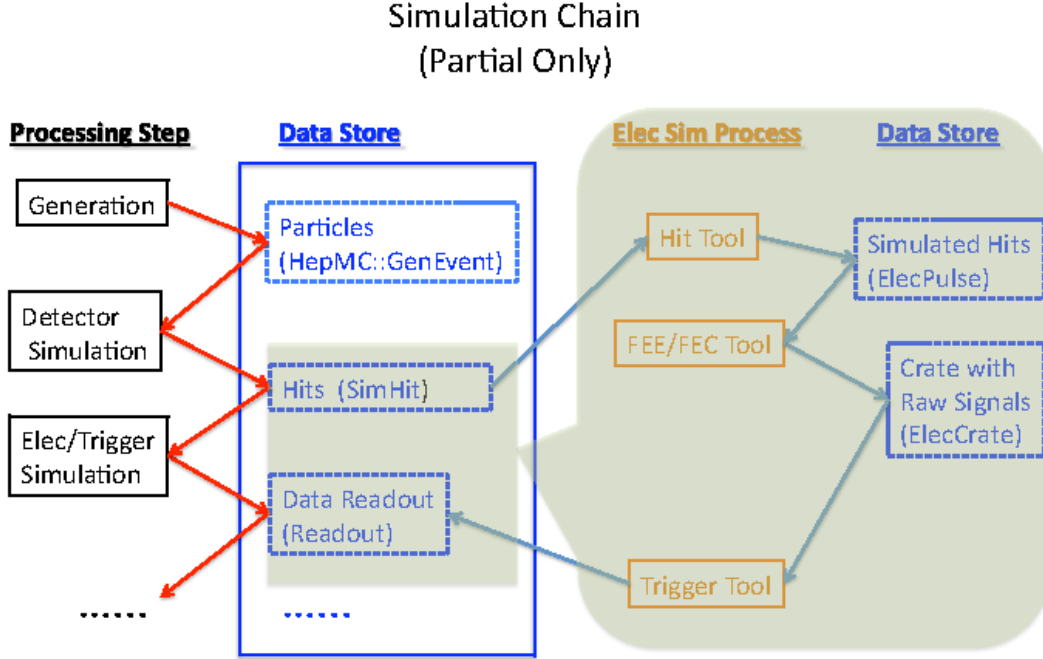 Simulation Chain
(Partial Only)
Processing Step
Data Store
Elec Sim Process
Data Store
Generation
Particles
(HepMC::GenEvent)
Hit Tool
Simulated Hits
(ElecPulse)
Detector
Simulation
FEE/FEC Tool
Hits (SimHit)
Crate with
Raw Signals
(ElecCrate)
Elec/Trigger
Simulation
Data Readout
(Readout)
Trigger Tool
......
......